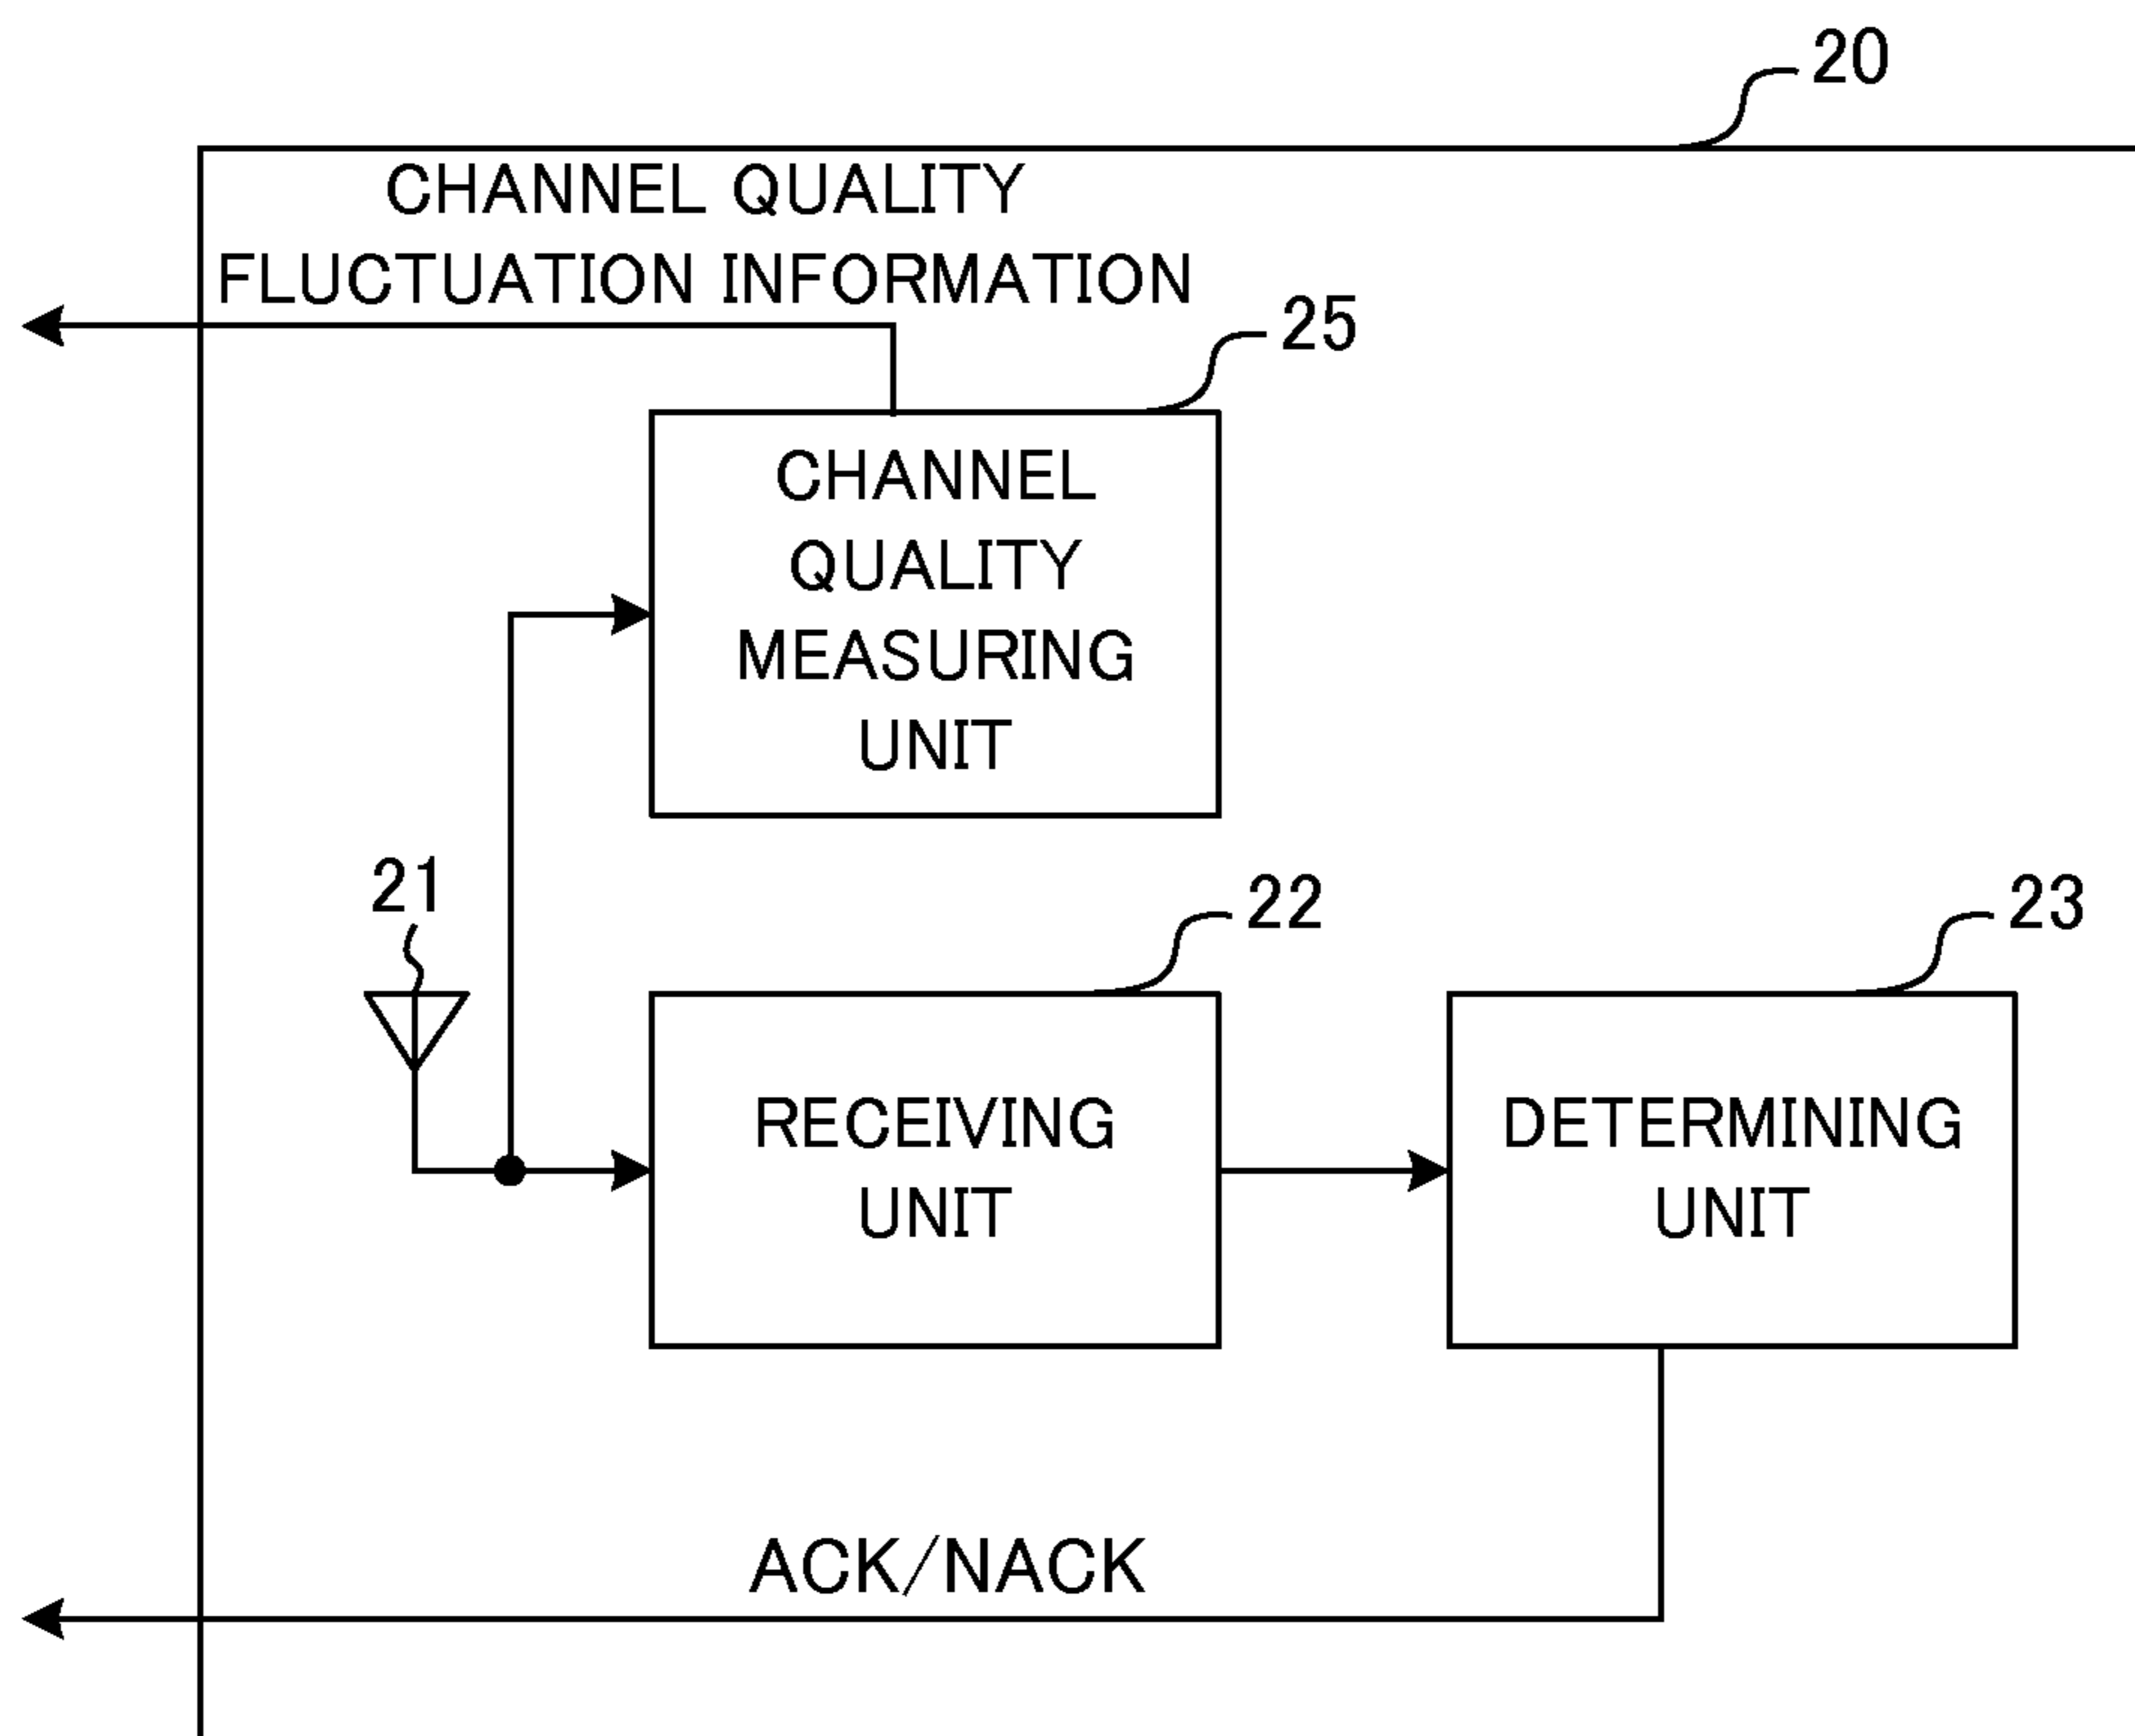 20
CHANNEL QUALITY
FLUCTUATION INFORMATION
25
CHANNEL
QUALITY
MEASURING
UNIT
21
22
23
RECEIVING
UNIT
DETERMINING
UNIT
ACK/NACK